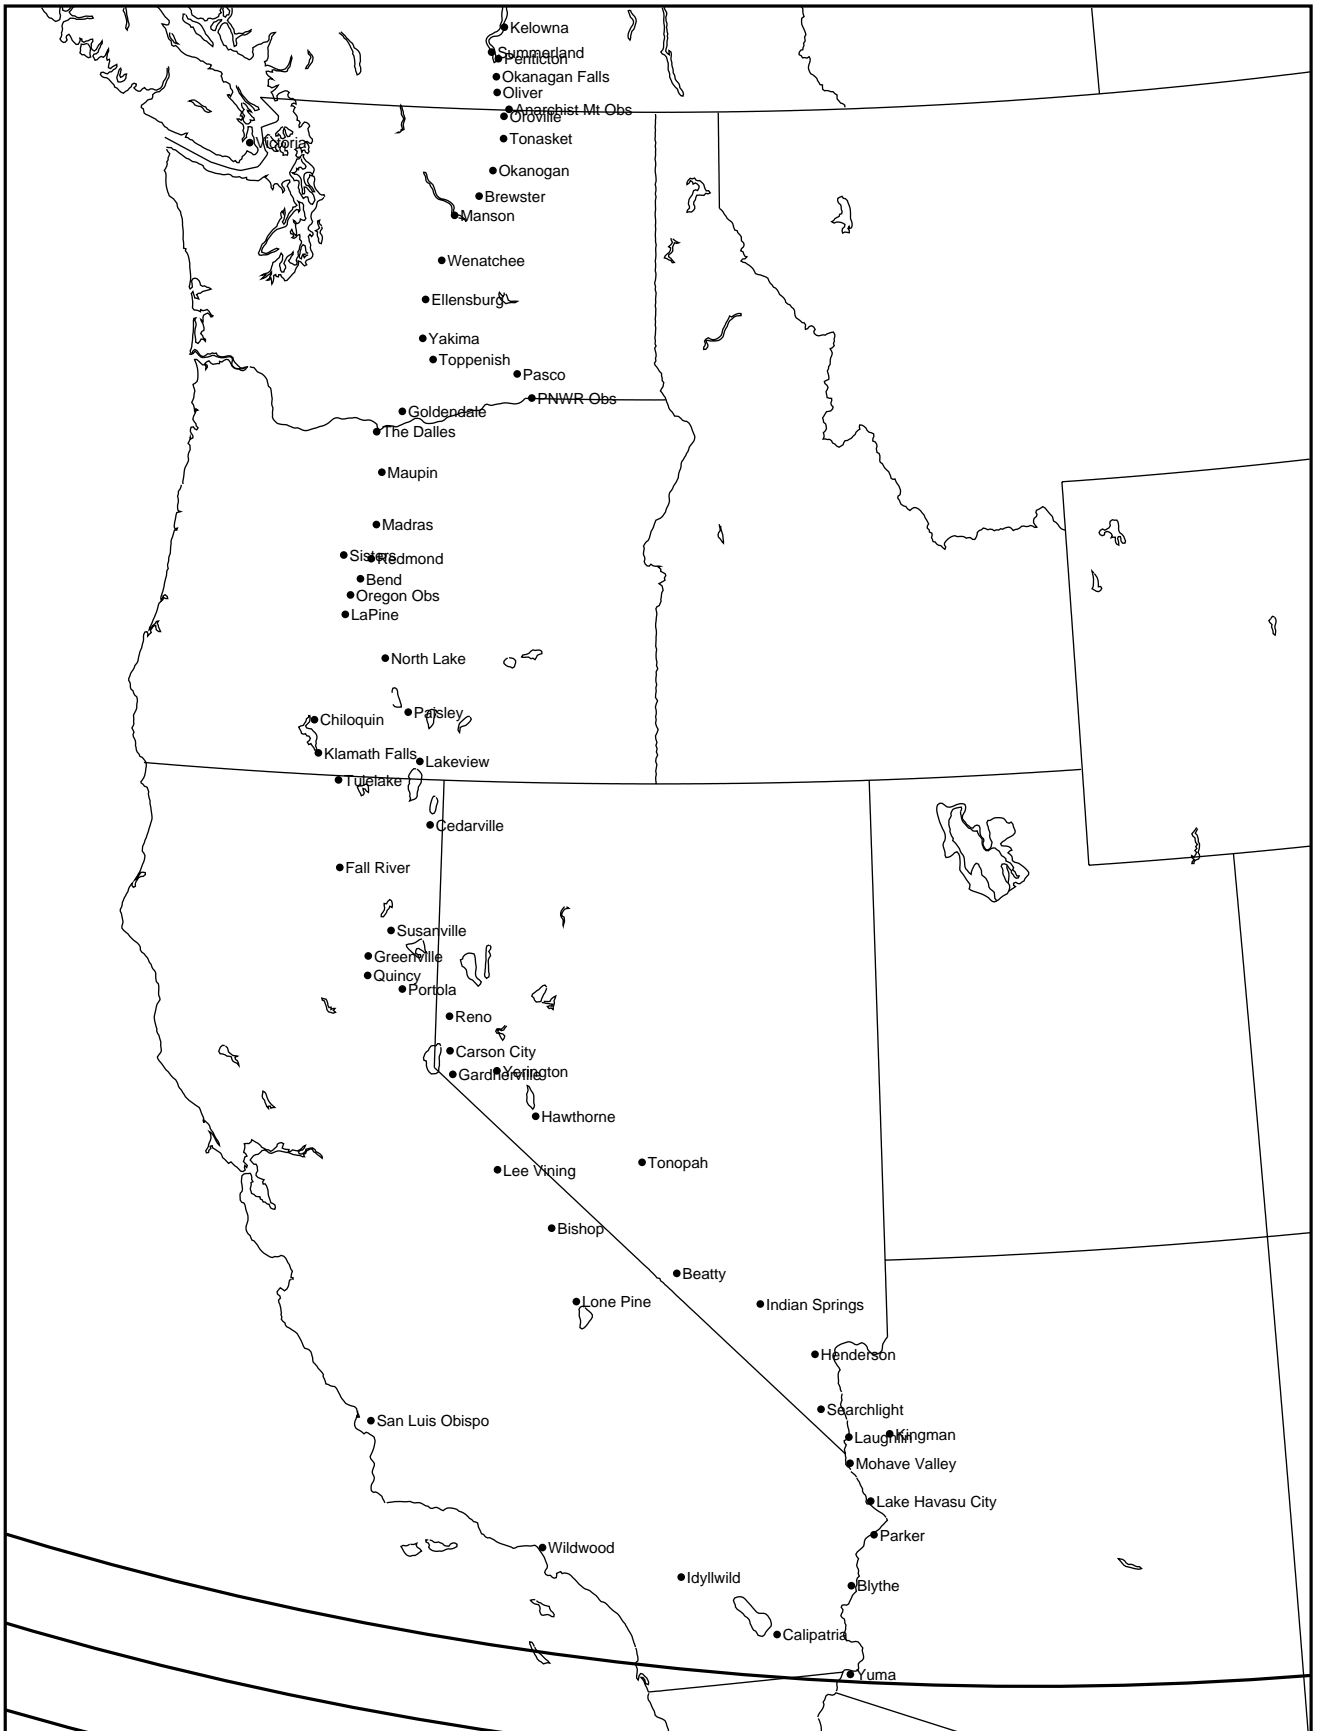 Kelowna
Summerland
Penticton
Okanagan Falls
Oliver
Anarchist Mt Obs
Oroville
Tonasket
Victoria
Okanogan
Brewster
Manson
Wenatchee
Ellensburg
Yakima
Toppenish
Pasco
PNWR Obs
Goldendale
The Dalles
Maupin
Madras
Sisters
Redmond
Bend
Oregon Obs
LaPine
North Lake
Paisley
Chiloquin
Klamath Falls
Lakeview
Tulelake
Cedarville
Fall River
Susanville
Greenville
Quincy
Portola
Reno
Carson City
Yerington
Gardnerville
Hawthorne
Tonopah
Lee Vining
Bishop
Beatty
Lone Pine
Indian Springs
Henderson
Searchlight
San Luis Obispo
Kingman
Laughlin
Mohave Valley
Lake Havasu City
Parker
Wildwood
Idyllwild
Blythe
Calipatria
Yuma